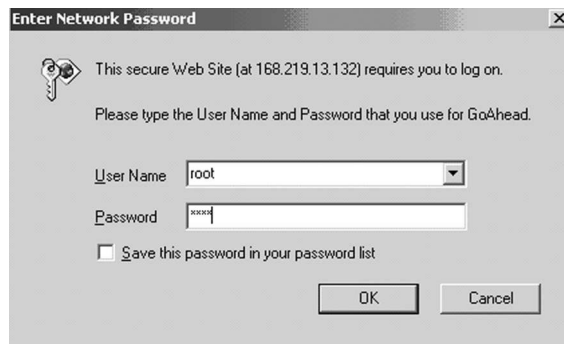 Enter Network Password
This secure Web Site (at 168.219.13.132) requires you to log on.
Please type the User Name and Password that you use for GoAhead.
User Name root
Password ****
Save this password in your password list
OK Cancel